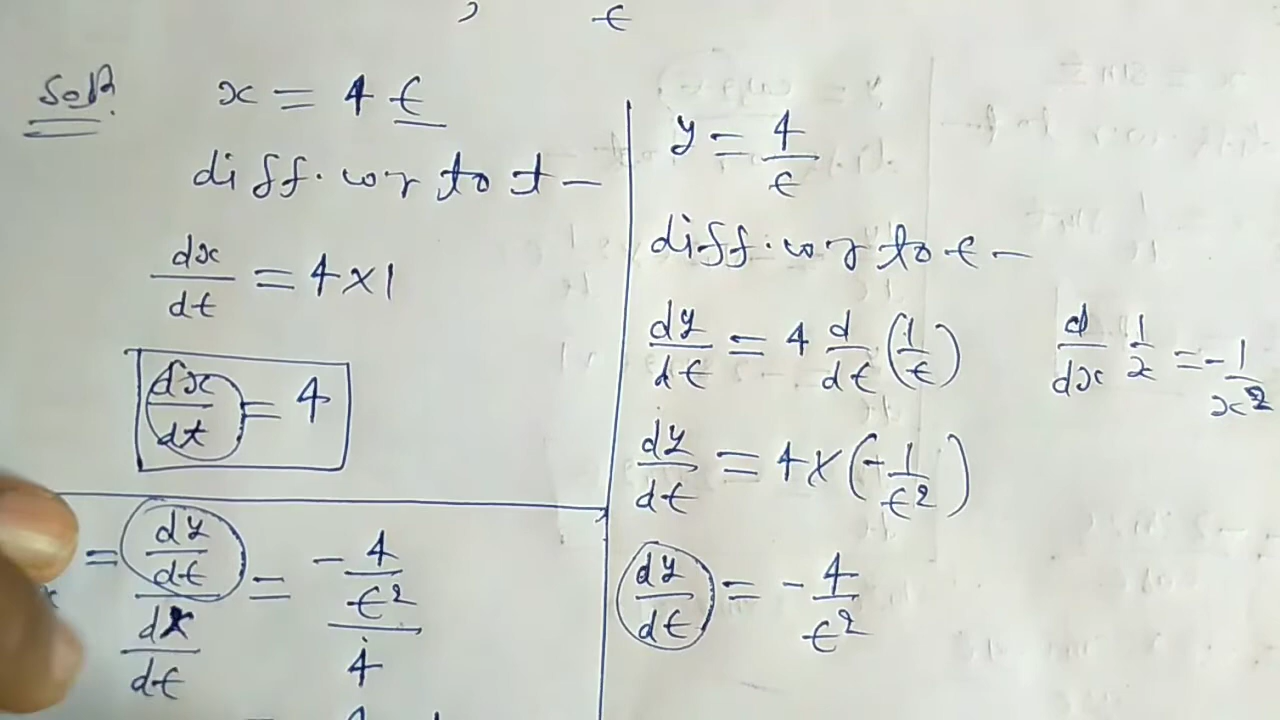 , t
Sol.
x = 4t
diff. wr to t -
dx/dt = 4×1
dx/dt = 4
= dy/dt / dx/dt = -4/t² / 4
y = 4/t
diff. wr to t -
dy/dt = 4 d/dt (1/t)
d/dx 1/x = -1/x²
dy/dt = 4×(-1/t²)
dy/dt = -4/t²